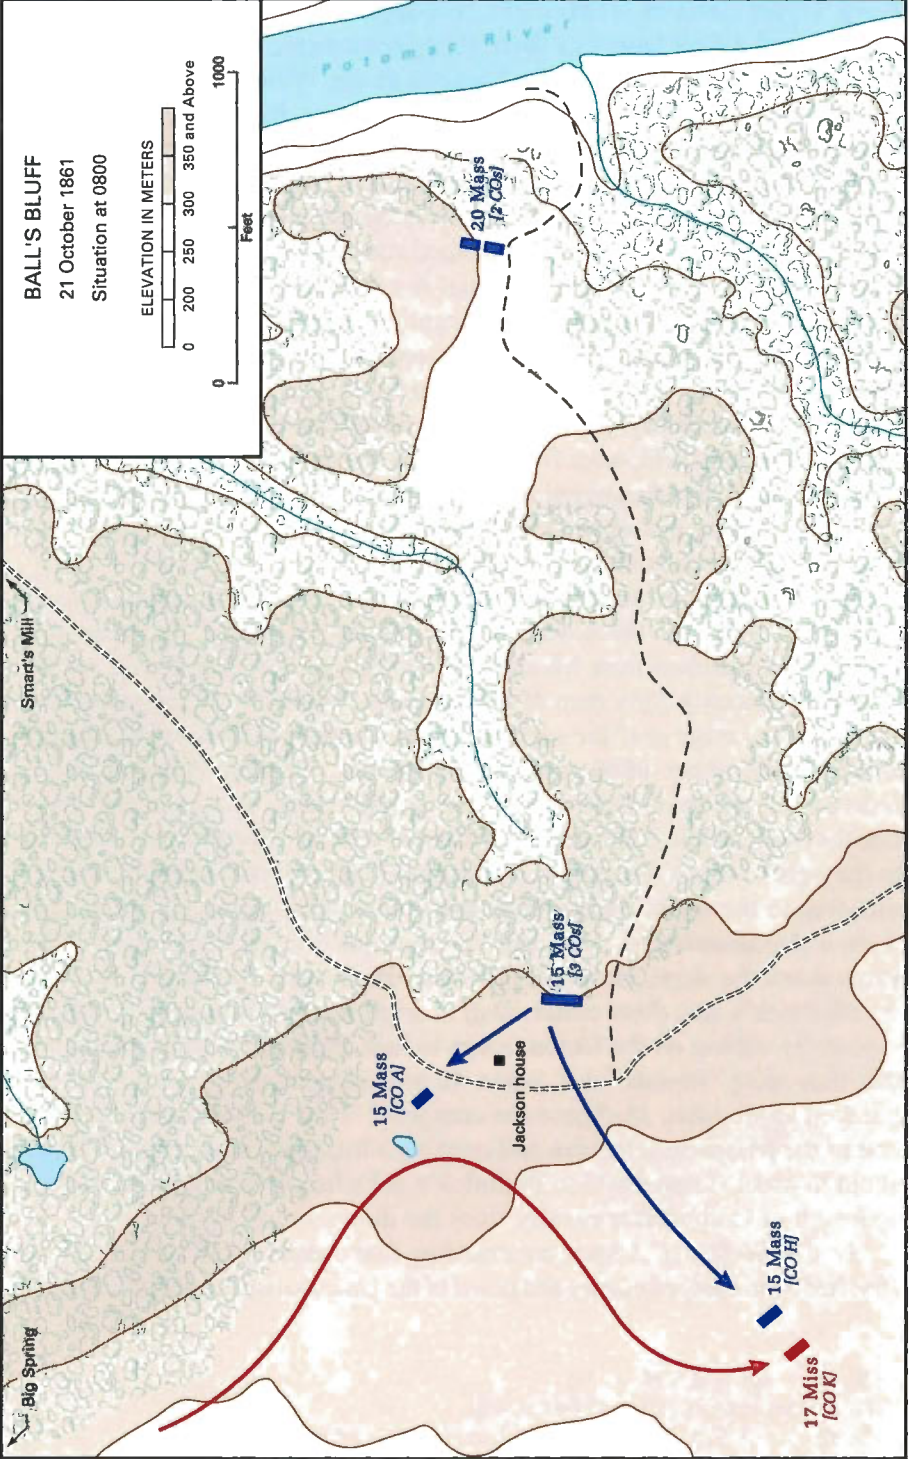 BALL'S BLUFF
21 October 1861
Situation at 0800
ELEVATION IN METERS
0 200 250 300 350 and Above
0 1000
Feet
Potomac River
20 Mass
[2 COs]
Smart's Mill
15 Mass
[3 COs]
15 Mass
[CO A]
Jackson house
15 Mass
[CO H]
17 Miss
[CO K]
Big Spring